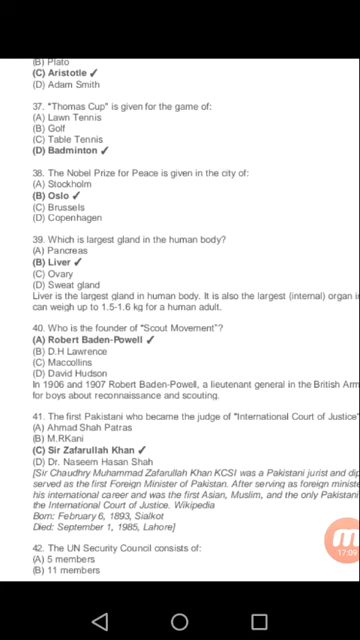 (B) Plato
(C) Aristotle ✓
(D) Adam Smith
37. "Thomas Cup" is given for the game of:
(A) Lawn Tennis
(B) Golf
(C) Table Tennis
(D) Badminton ✓
38. The Nobel Prize for Peace is given in the city of:
(A) Stockholm
(B) Oslo ✓
(C) Brussels
(D) Copenhagen
39. Which is largest gland in the human body?
(A) Pancreas
(B) Liver ✓
(C) Ovary
(D) Sweat gland
Liver is the largest gland in human body. It is also the largest (internal) organ i
can weigh up to 1.5-1.6 kg for a human adult.
40. Who is the founder of "Scout Movement"?
(A) Robert Baden-Powell ✓
(B) D.H Lawrence
(C) Maccollins
(D) David Hudson
In 1906 and 1907 Robert Baden-Powell, a lieutenant general in the British Arm
for boys about reconnaissance and scouting.
41. The first Pakistani who became the judge of "International Court of Justice"
(A) Ahmad Shah Patras
(B) M.RKani
(C) Sir Zafarullah Khan ✓
(D) Dr. Naseem Hasan Shah
[Sir Chaudhry Muhammad Zafarullah Khan KCSI was a Pakistani jurist and dip
served as the first Foreign Minister of Pakistan. After serving as foreign ministe
his international career and was the first Asian, Muslim, and the only Pakistani
the International Court of Justice. Wikipedia
Born: February 6, 1893, Sialkot
Died: September 1, 1985, Lahore]
17:09
42. The UN Security Council consists of:
(A) 5 members
(B) 11 members